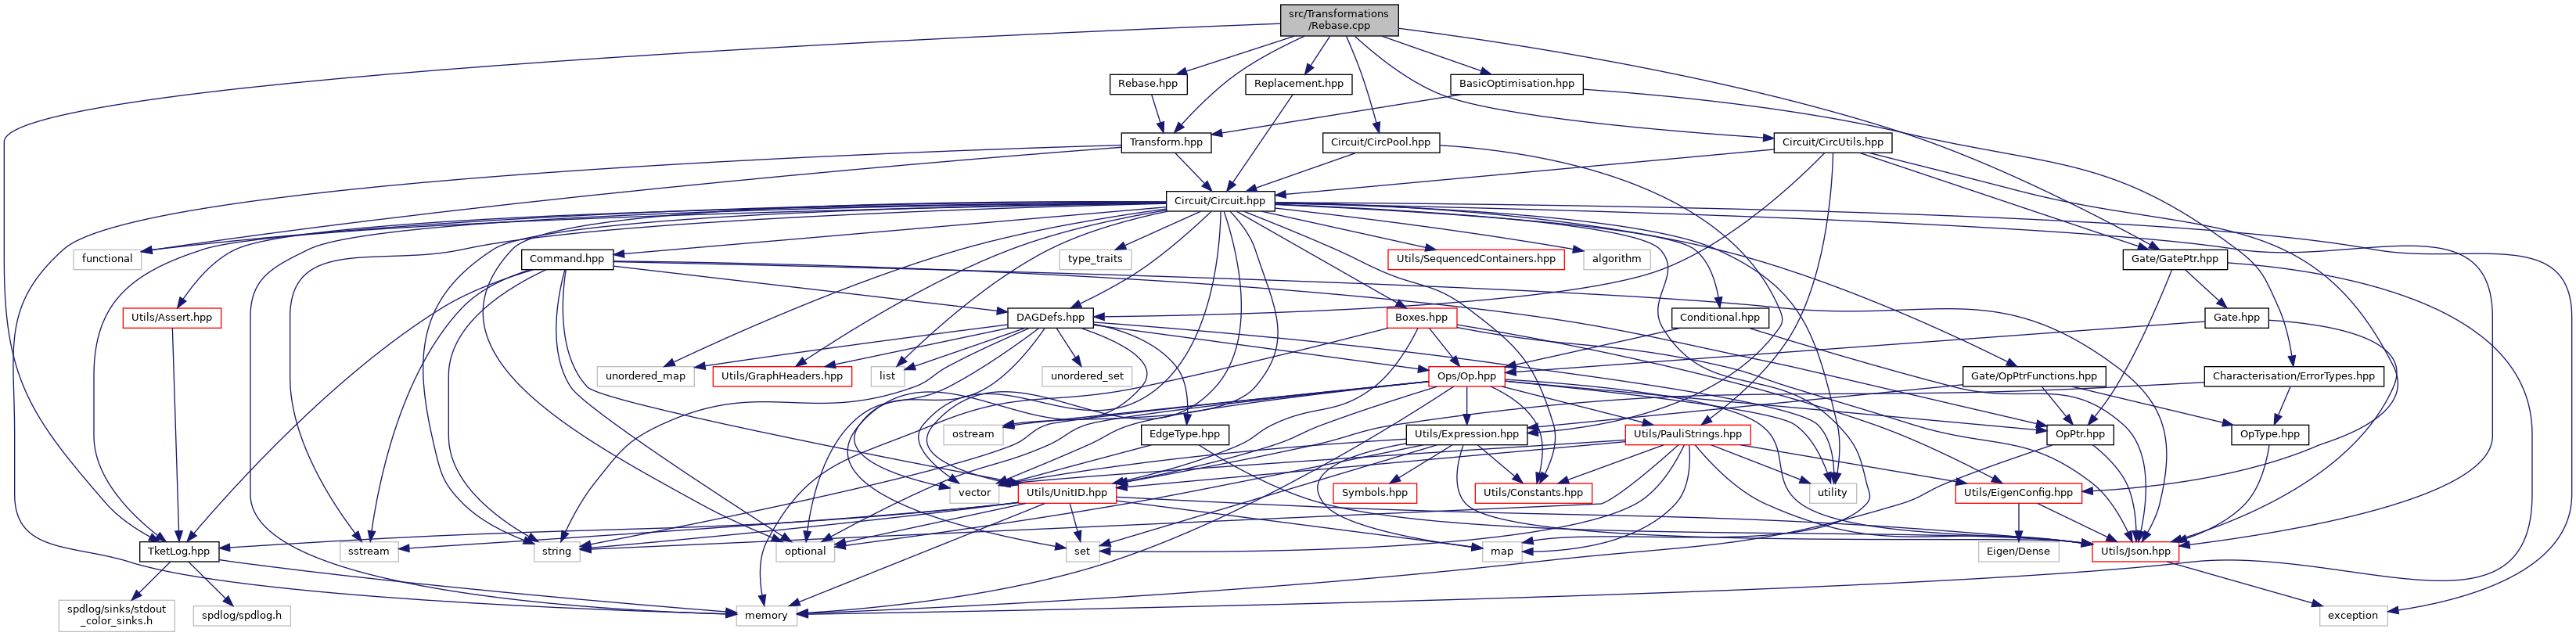 src/Transformations
/Rebase.cpp
Rebase.hpp
Replacement.hpp
BasicOptimisation.hpp
Transform.hpp
Circuit/CircPool.hpp
Circuit/CircUtils.hpp
Circuit/Circuit.hpp
functional
Command.hpp
type_traits
Utils/SequencedContainers.hpp
algorithm
Gate/GatePtr.hpp
Utils/Assert.hpp
DAGDefs.hpp
Boxes.hpp
Conditional.hpp
Gate.hpp
unordered_map
Utils/GraphHeaders.hpp
list
unordered_set
Ops/Op.hpp
Gate/OpPtrFunctions.hpp
Characterisation/ErrorTypes.hpp
ostream
EdgeType.hpp
Utils/Expression.hpp
Utils/PauliStrings.hpp
OpPtr.hpp
OpType.hpp
vector
Utils/UnitID.hpp
Symbols.hpp
Utils/Constants.hpp
utility
Utils/EigenConfig.hpp
TketLog.hpp
sstream
string
optional
set
map
Eigen/Dense
Utils/Json.hpp
spdlog/sinks/stdout
_color_sinks.h
spdlog/spdlog.h
memory
exception